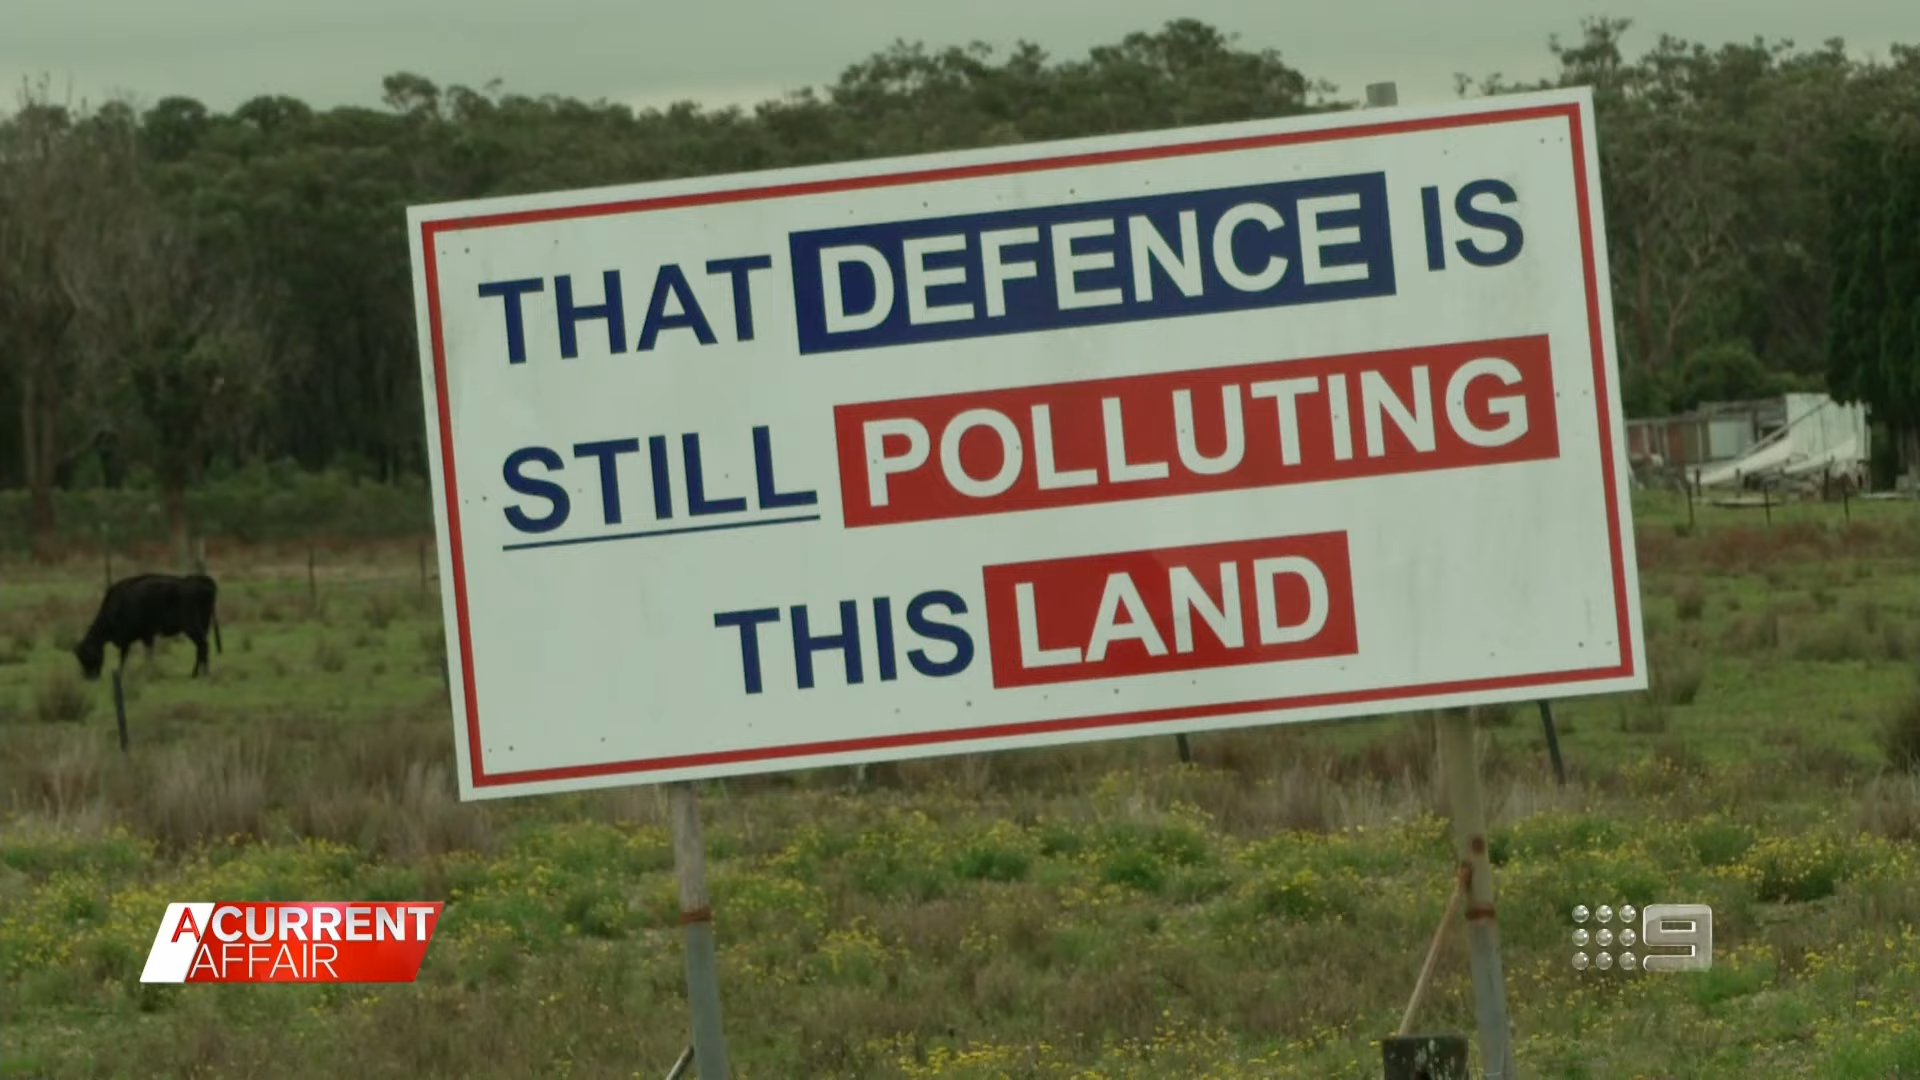 THAT DEFENCE IS
STILL POLLUTING
THIS LAND
A CURRENT
AFFAIR
9